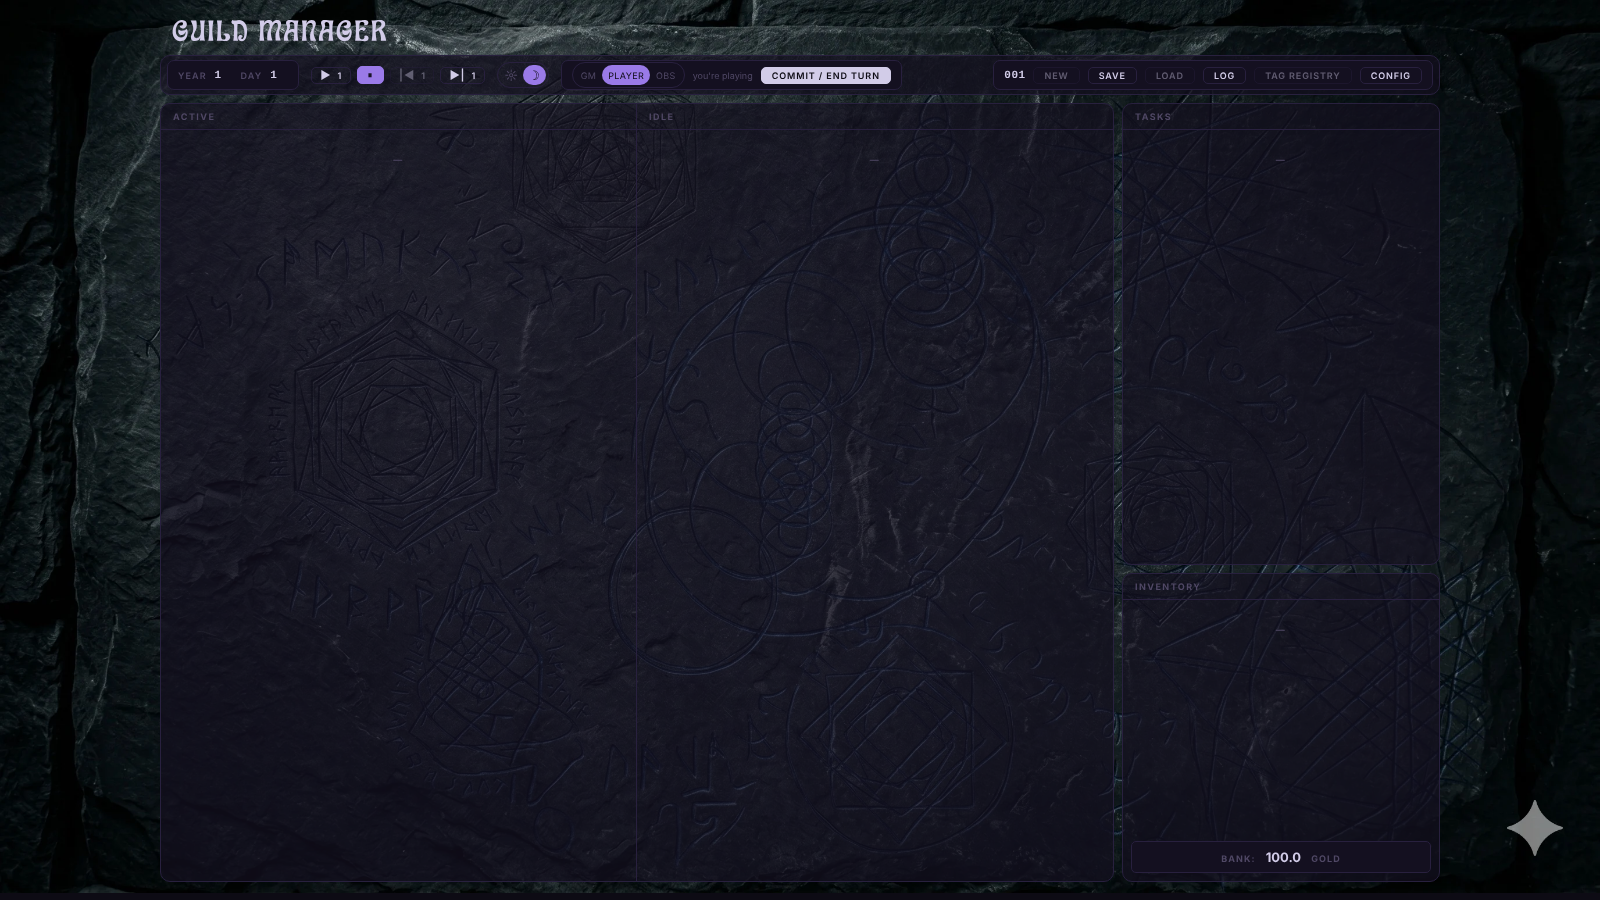 GUILD MANAGER
YEAR 1 DAY 1 1 1 1 GM PLAYER OBS you're playing COMMIT / END TURN 001 NEW SAVE LOAD LOG TAG REGISTRY CONFIG
ACTIVE IDLE TASKS
— — —
INVENTORY
—
BANK: 100.0 GOLD